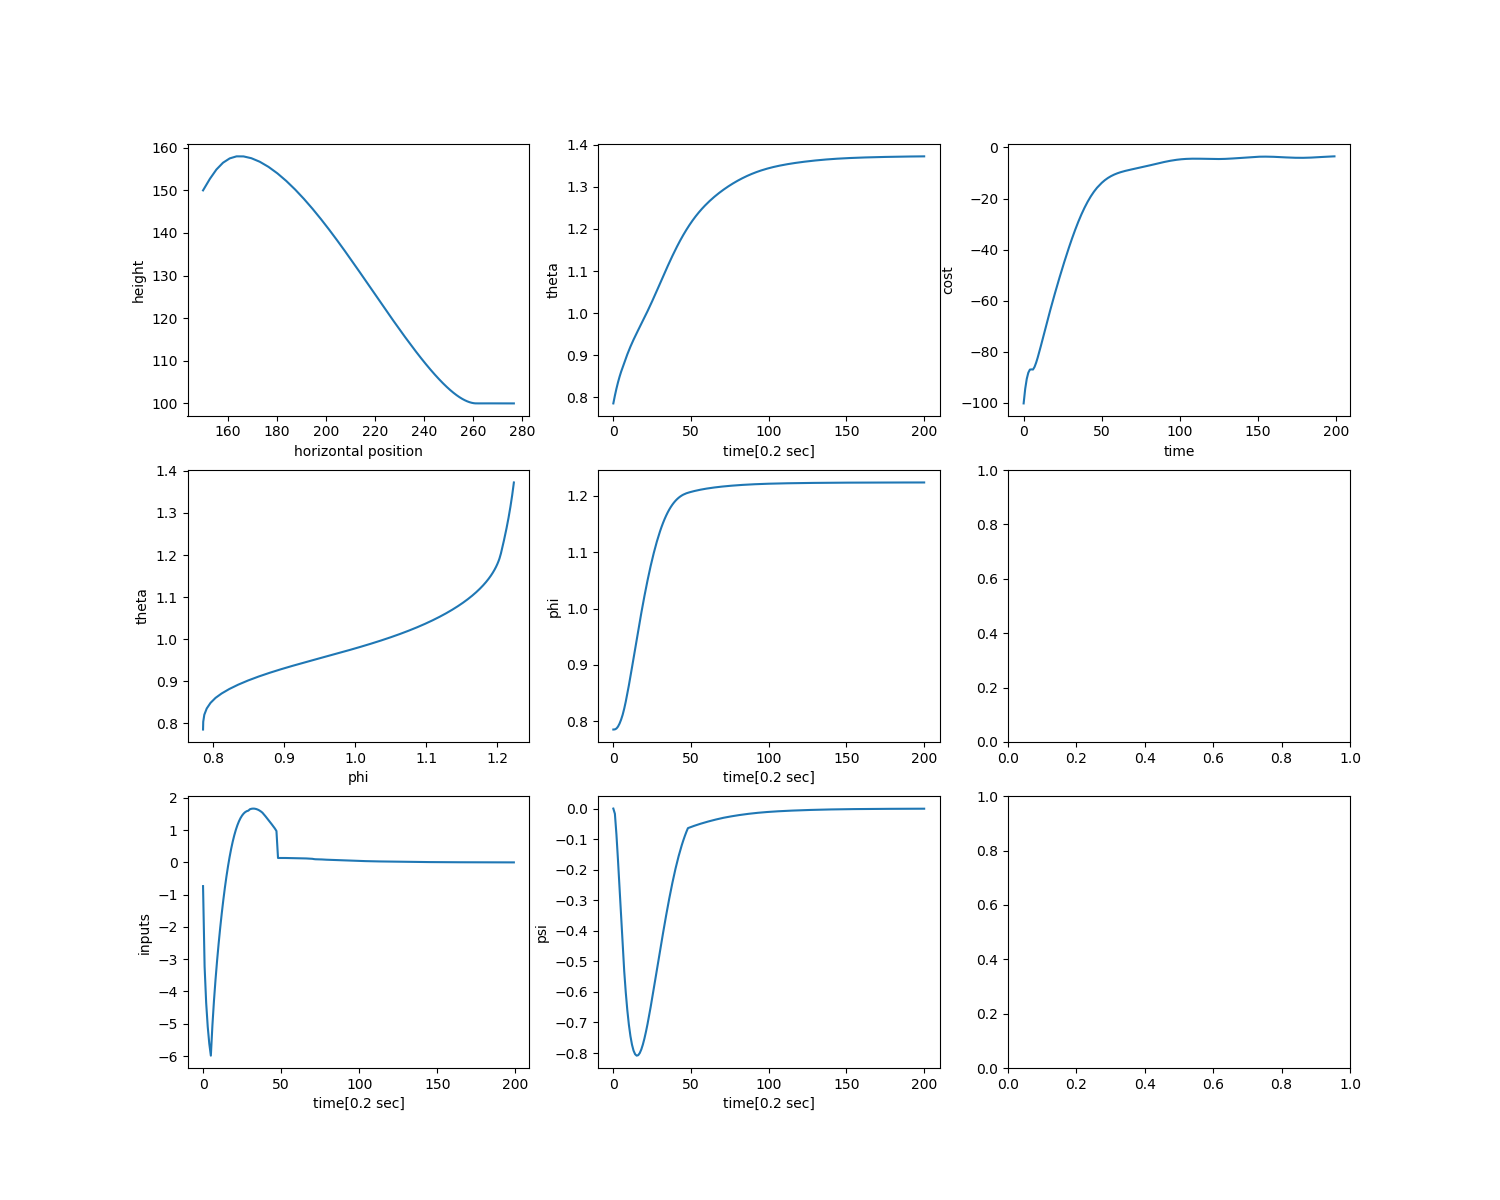 160
150
140
130
120
110
100
height
160 180 200 220 240 260 280
horizontal position
1.4
1.3
1.2
1.1
1.0
0.9
0.8
theta
0 50 100 150 200
time[0.2 sec]
0
−20
−40
−60
−80
−100
cost
0 50 100 150 200
time
1.4
1.3
1.2
1.1
1.0
0.9
0.8
theta
0.8 0.9 1.0 1.1 1.2
phi
1.2
1.1
1.0
0.9
0.8
phi
0 50 100 150 200
time[0.2 sec]
1.0
0.8
0.6
0.4
0.2
0.0
0.0 0.2 0.4 0.6 0.8 1.0
2
1
0
−1
−2
−3
−4
−5
−6
inputs
0 50 100 150 200
time[0.2 sec]
0.0
−0.1
−0.2
−0.3
−0.4
−0.5
−0.6
−0.7
−0.8
psi
0 50 100 150 200
time[0.2 sec]
1.0
0.8
0.6
0.4
0.2
0.0
0.0 0.2 0.4 0.6 0.8 1.0